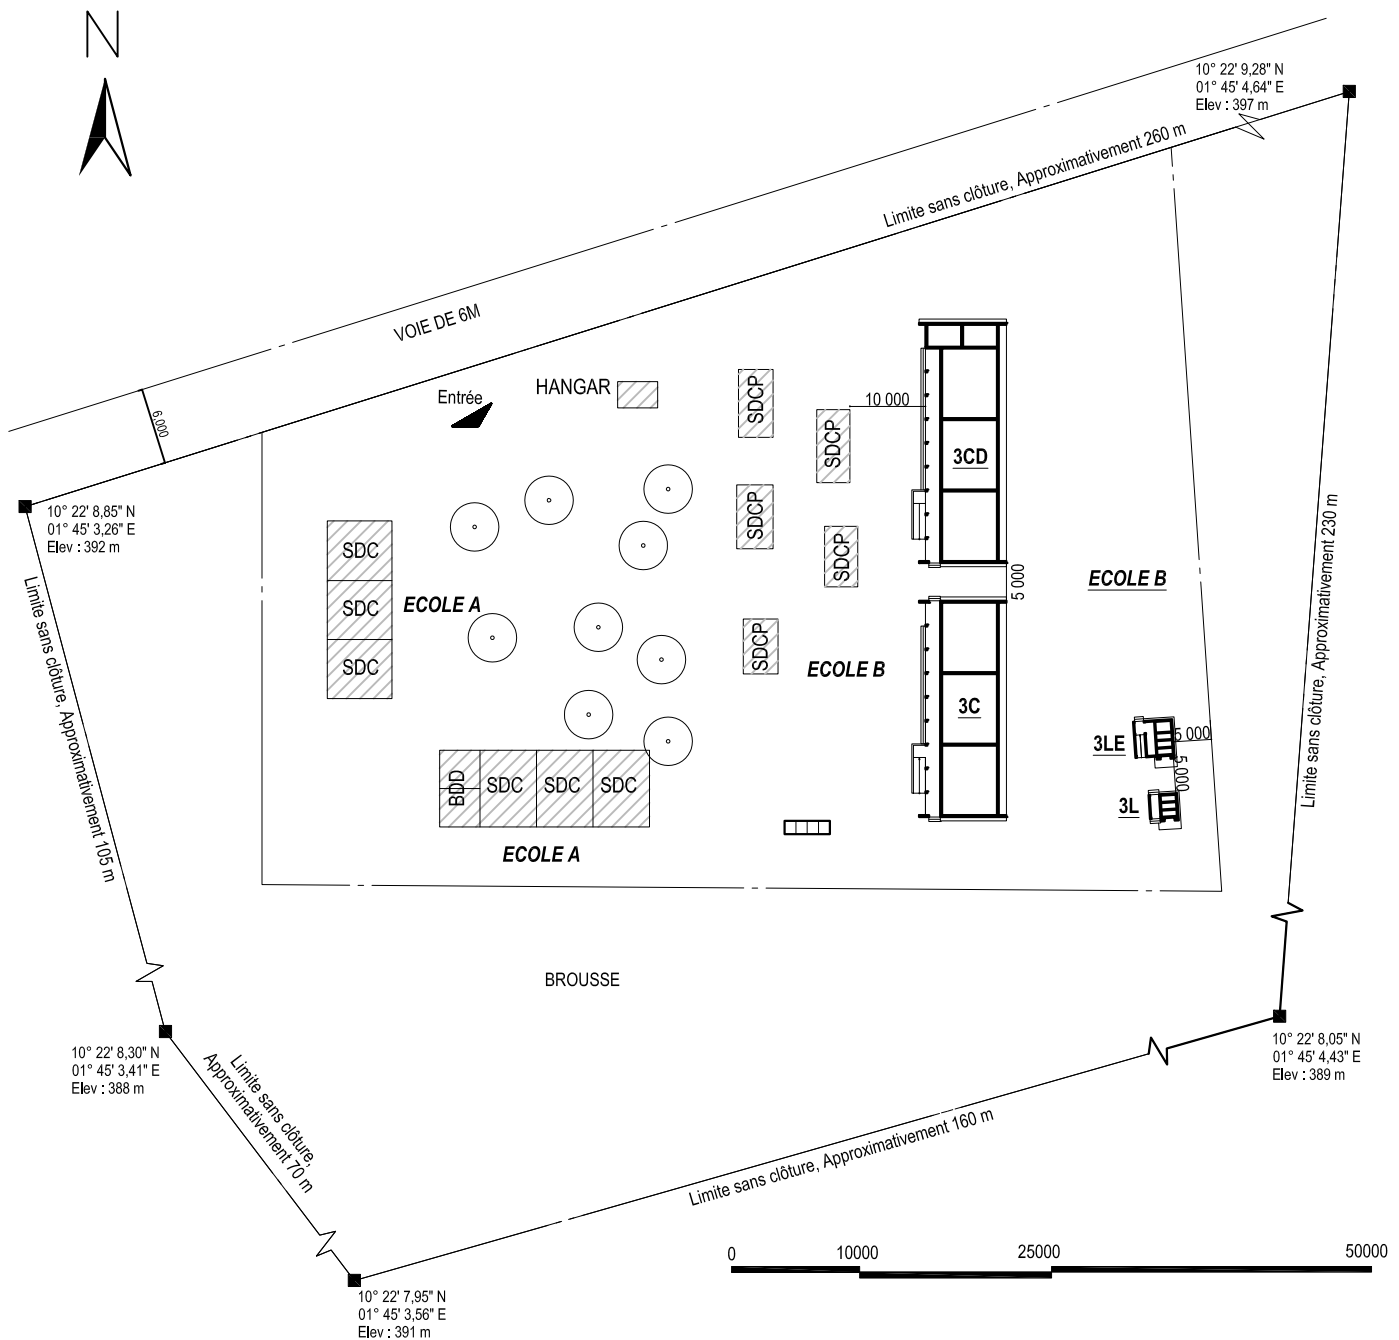 N
10° 22' 9,28" N
01° 45' 4,64" E
Elev : 397 m
Limite sans clôture, Approximativement 260 m
VOIE DE 6M
6.000
Entrée
HANGAR
SDCP
SDCP
SDCP
SDCP
SDCP
10 000
3CD
5 000
10° 22' 8,85" N
01° 45' 3,26" E
Elev : 392 m
SDC
SDC
SDC
ECOLE A
ECOLE B
ECOLE B
3C
3LE
5 000
5 000
3L
BDD
SDC
SDC
SDC
ECOLE A
Limite sans clôture, Approximativement 105 m
Limite sans clôture, Approximativement 230 m
BROUSSE
10° 22' 8,30" N
01° 45' 3,41" E
Elev : 388 m
Limite sans clôture,
Approximativement 70 m
10° 22' 8,05" N
01° 45' 4,43" E
Elev : 389 m
Limite sans clôture, Approximativement 160 m
0
10000
25000
50000
10° 22' 7,95" N
01° 45' 3,56" E
Elev : 391 m